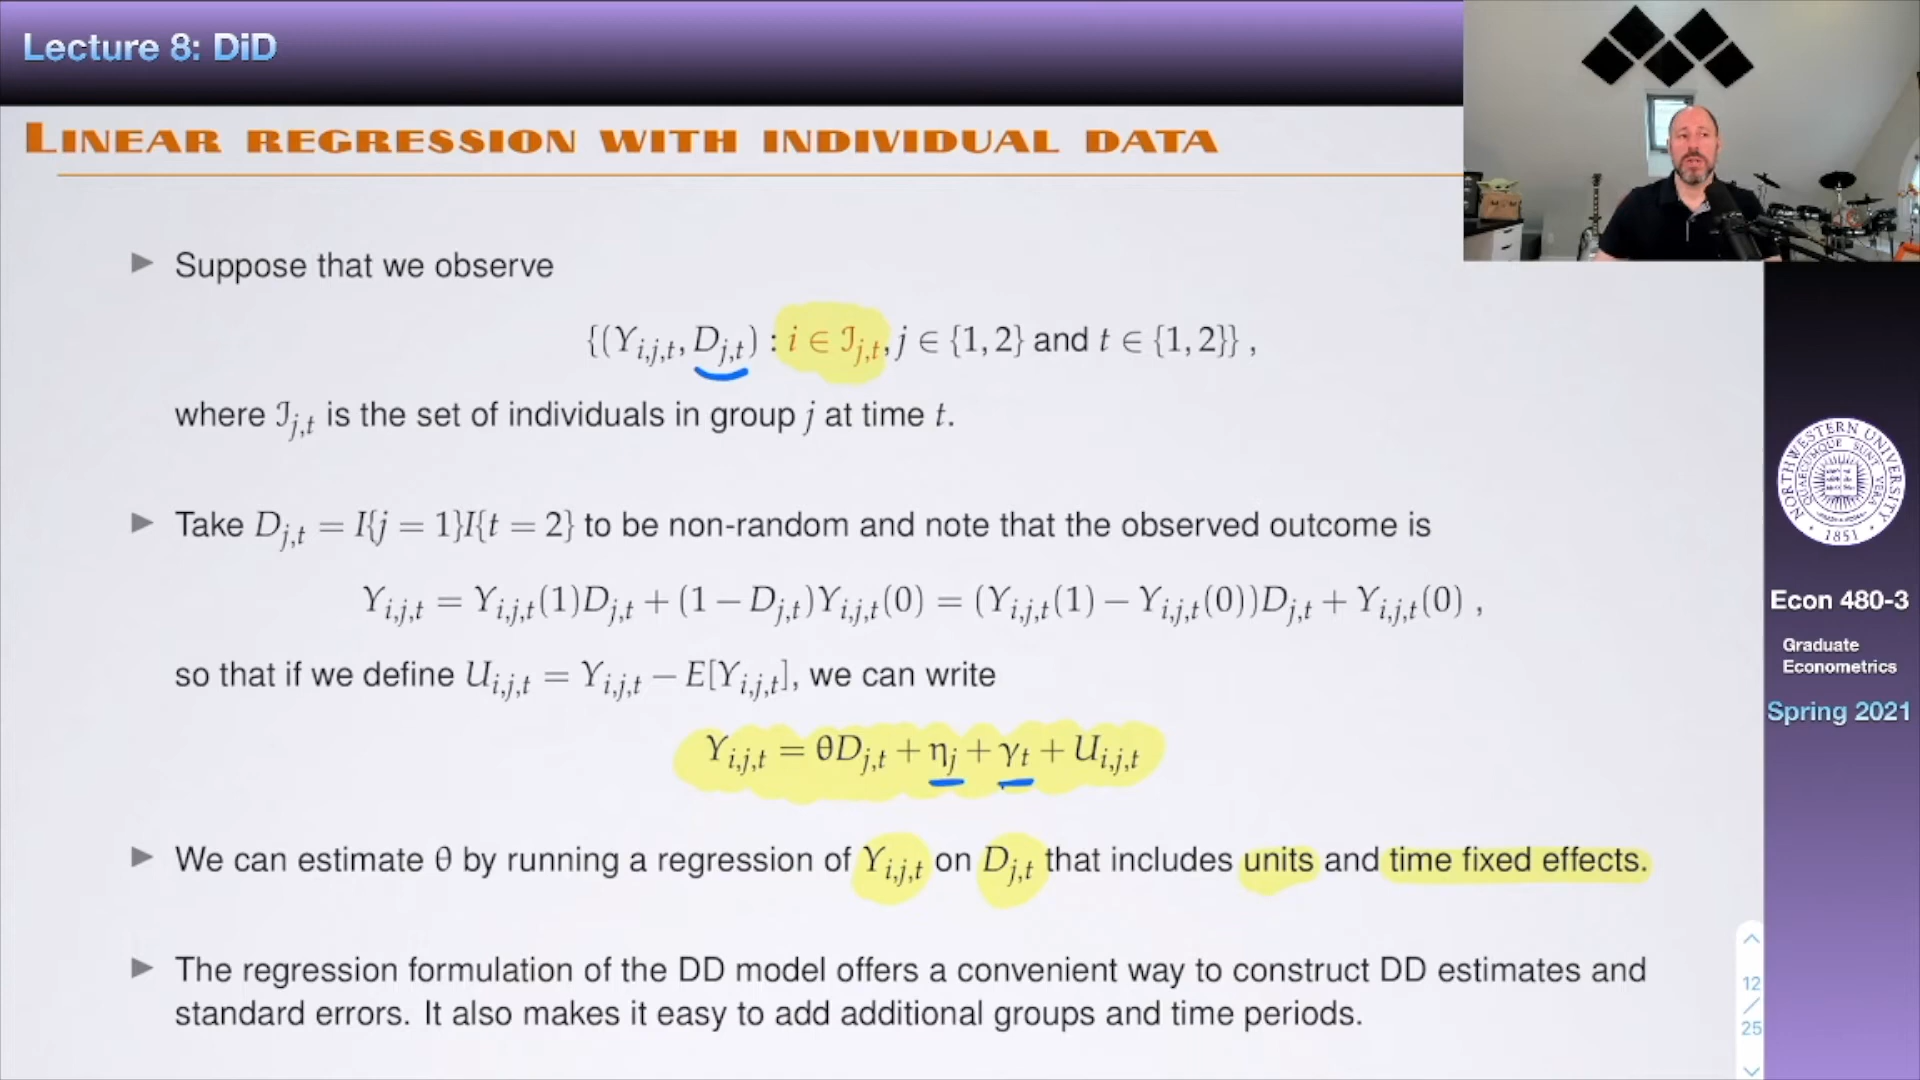 Lecture 8: DiD
LINEAR REGRESSION WITH INDIVIDUAL DATA
▶ Suppose that we observe
{(Y_{i,j,t}, D_{j,t}) : i ∈ ℐ_{j,t}, j ∈ {1, 2} and t ∈ {1, 2}} ,
where ℐ_{j,t} is the set of individuals in group j at time t.
▶ Take D_{j,t} = I{j = 1}I{t = 2} to be non-random and note that the observed outcome is
Y_{i,j,t} = Y_{i,j,t}(1)D_{j,t} + (1 − D_{j,t})Y_{i,j,t}(0) = (Y_{i,j,t}(1) − Y_{i,j,t}(0))D_{j,t} + Y_{i,j,t}(0) ,
so that if we define U_{i,j,t} = Y_{i,j,t} − E[Y_{i,j,t}], we can write
Y_{i,j,t} = θD_{j,t} + η_j + γ_t + U_{i,j,t}
▶ We can estimate θ by running a regression of Y_{i,j,t} on D_{j,t} that includes units and time fixed effects.
▶ The regression formulation of the DD model offers a convenient way to construct DD estimates and
standard errors. It also makes it easy to add additional groups and time periods.
NORTHWESTERN UNIVERSITY
1851
Econ 480-3
Graduate
Econometrics
Spring 2021
12
/
25